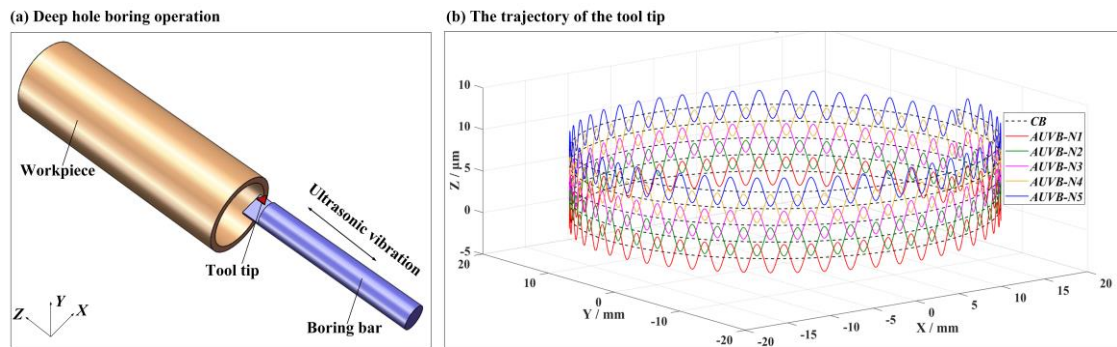 (a) Deep hole boring operation
Workpiece
Ultrasonic vibration
Tool tip
Boring bar
Z
Y
X
(b) The trajectory of the tool tip
10
10
5
0
-5
Z / μm
20
10
0
-10
-20
Y / mm
-20
-15
-10
-5
0
5
10
15
20
X / mm
CB
AUVB-N1
AUVB-N2
AUVB-N3
AUVB-N4
AUVB-N5